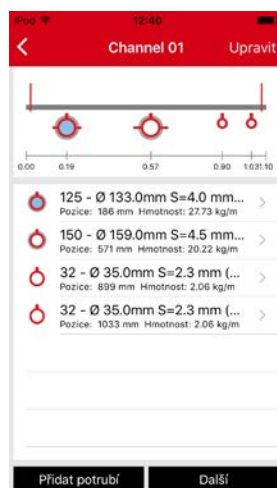 iPod 12:40
Channel 01 Upravit
0.00 0.19 0.57 0.90 1.03 1.10
125 - Ø 133.0mm S=4.0 mm...
Pozice: 186 mm Hmotnost: 27.73 kg/m
150 - Ø 159.0mm S=4.5 mm...
Pozice: 571 mm Hmotnost: 20.22 kg/m
32 - Ø 35.0mm S=2.3 mm (...
Pozice: 899 mm Hmotnost: 2.06 kg/m
32 - Ø 35.0mm S=2.3 mm (...
Pozice: 1033 mm Hmotnost: 2.06 kg/m
Přidat potrubí Další